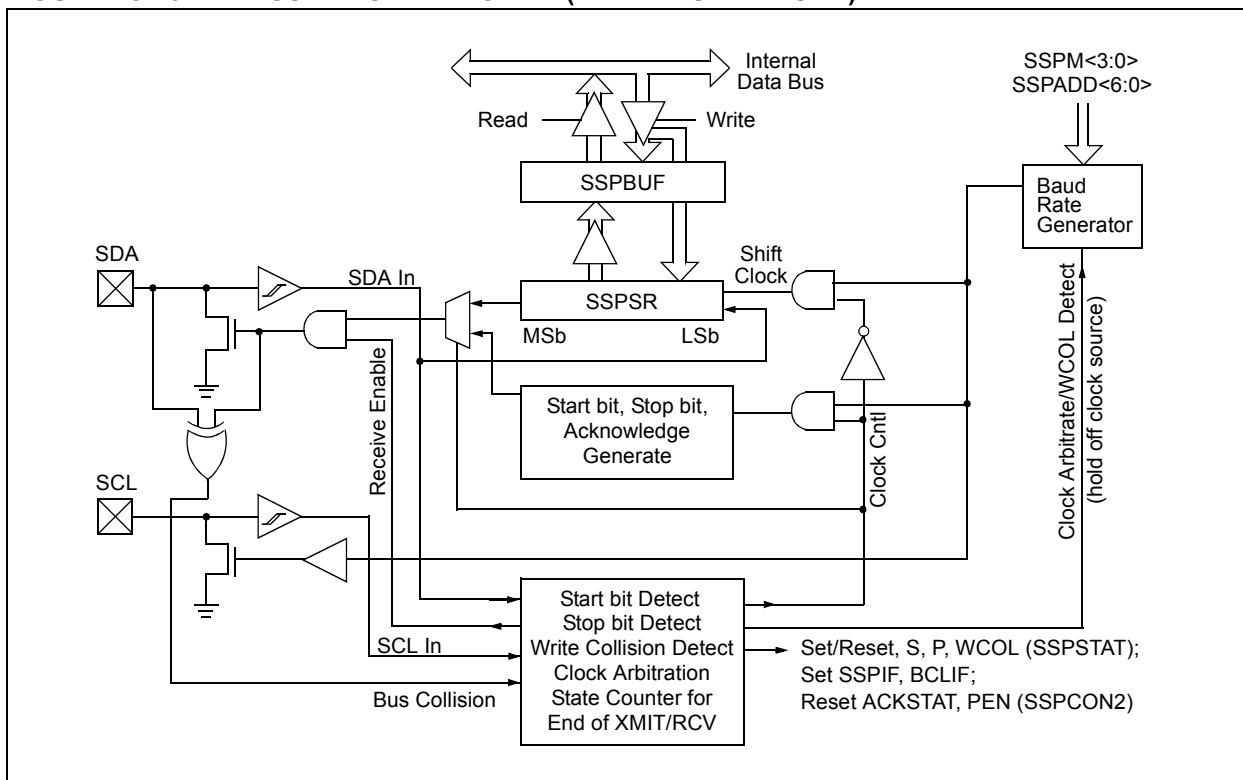 Internal
Data Bus
SSPM<3:0>
SSPADD<6:0>
Read
Write
SSPBUF
Baud
Rate
Generator
SDA
SDA In
Shift
Clock
SSPSR
MSb
LSb
Start bit, Stop bit,
Acknowledge
Generate
Receive Enable
Clock Cntl
Clock Arbitrate/WCOL Detect
(hold off clock source)
SCL
SCL In
Bus Collision
Start bit Detect
Stop bit Detect
Write Collision Detect
Clock Arbitration
State Counter for
End of XMIT/RCV
Set/Reset, S, P, WCOL (SSPSTAT);
Set SSPIF, BCLIF;
Reset ACKSTAT, PEN (SSPCON2)